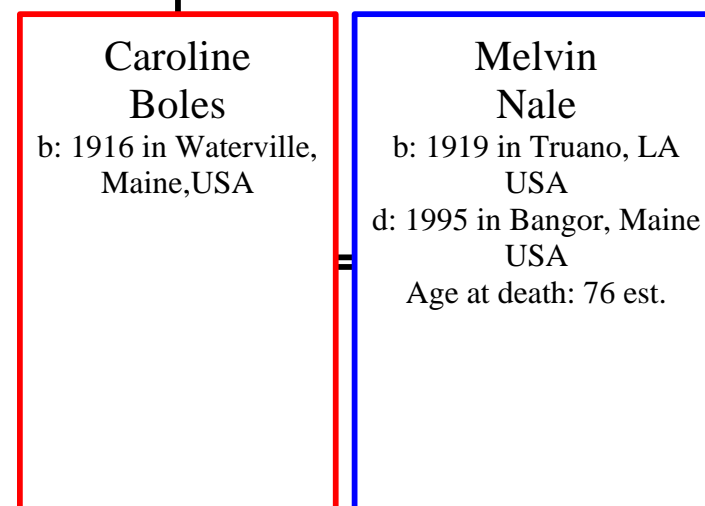 Caroline
Boles
b: 1916 in Waterville,
Maine,USA
Melvin
Nale
b: 1919 in Truano, LA
USA
d: 1995 in Bangor, Maine
USA
Age at death: 76 est.